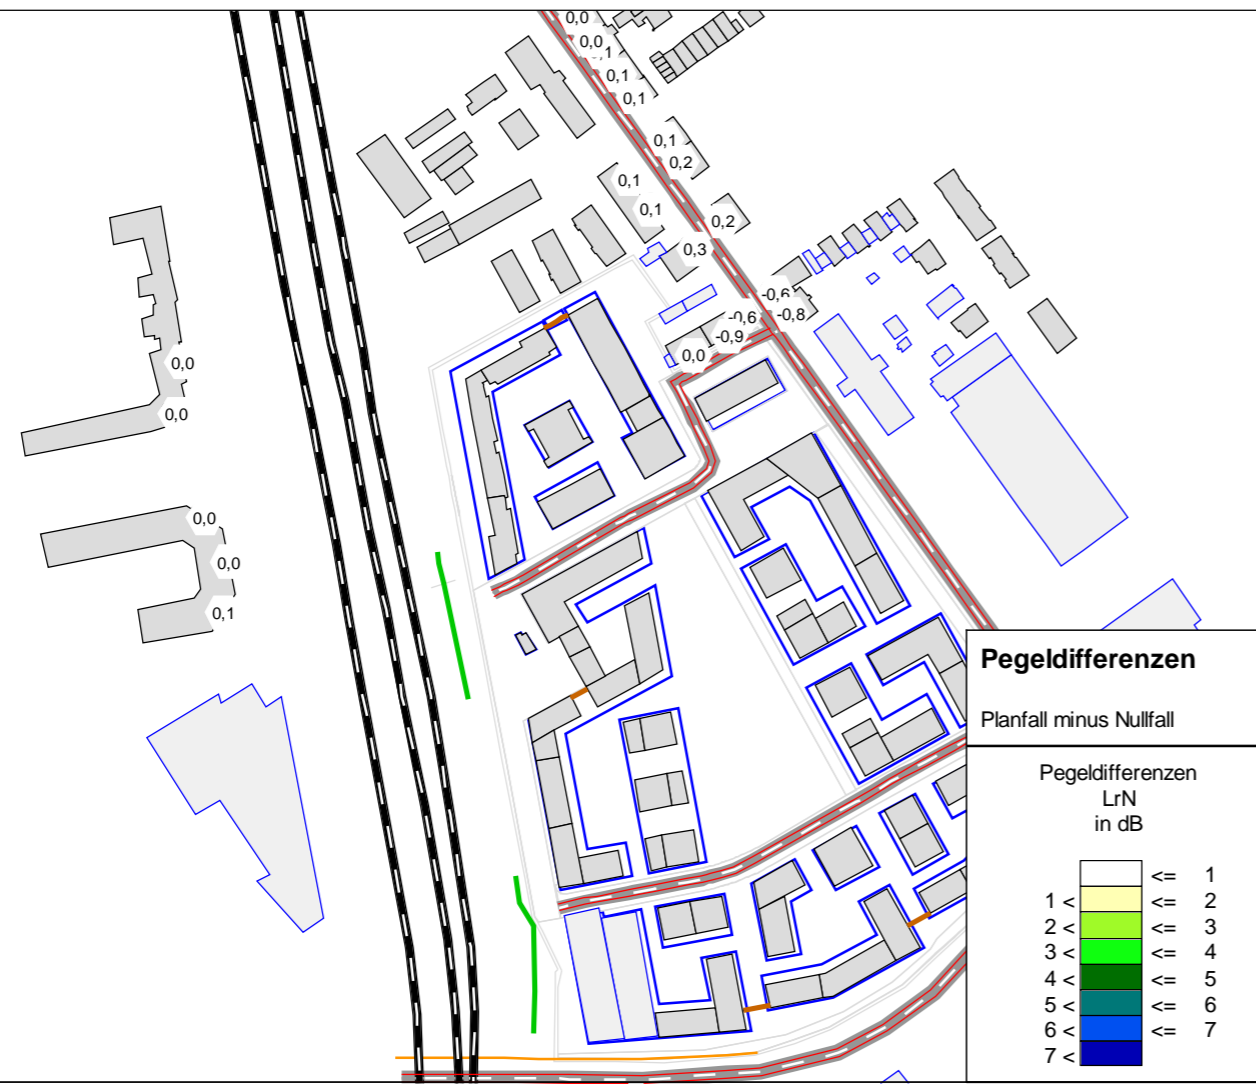 0,0
0,0
0,1
0,1
0,1
0,1
0,2
0,1
0,1
0,2
0,3
-0,6
-0,6
-0,8
-0,9
0,0
0,0
0,0
0,0
0,0
0,1
Pegeldifferenzen
Planfall minus Nullfall
Pegeldifferenzen
LrN
in dB
<= 1
1 < <= 2
2 < <= 3
3 < <= 4
4 < <= 5
5 < <= 6
6 < <= 7
7 <